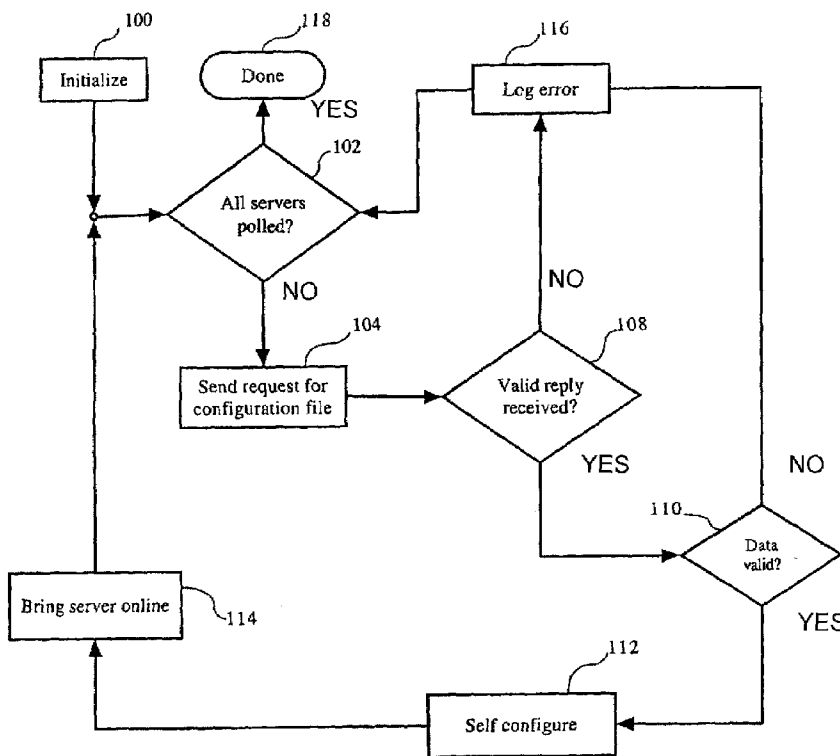 100
Initialize
118
Done
YES
116
Log error
102
All servers
polled?
NO
104
Send request for
configuration file
NO
108
Valid reply
received?
YES
NO
110
Data
valid?
YES
Bring server online
114
112
Self configure